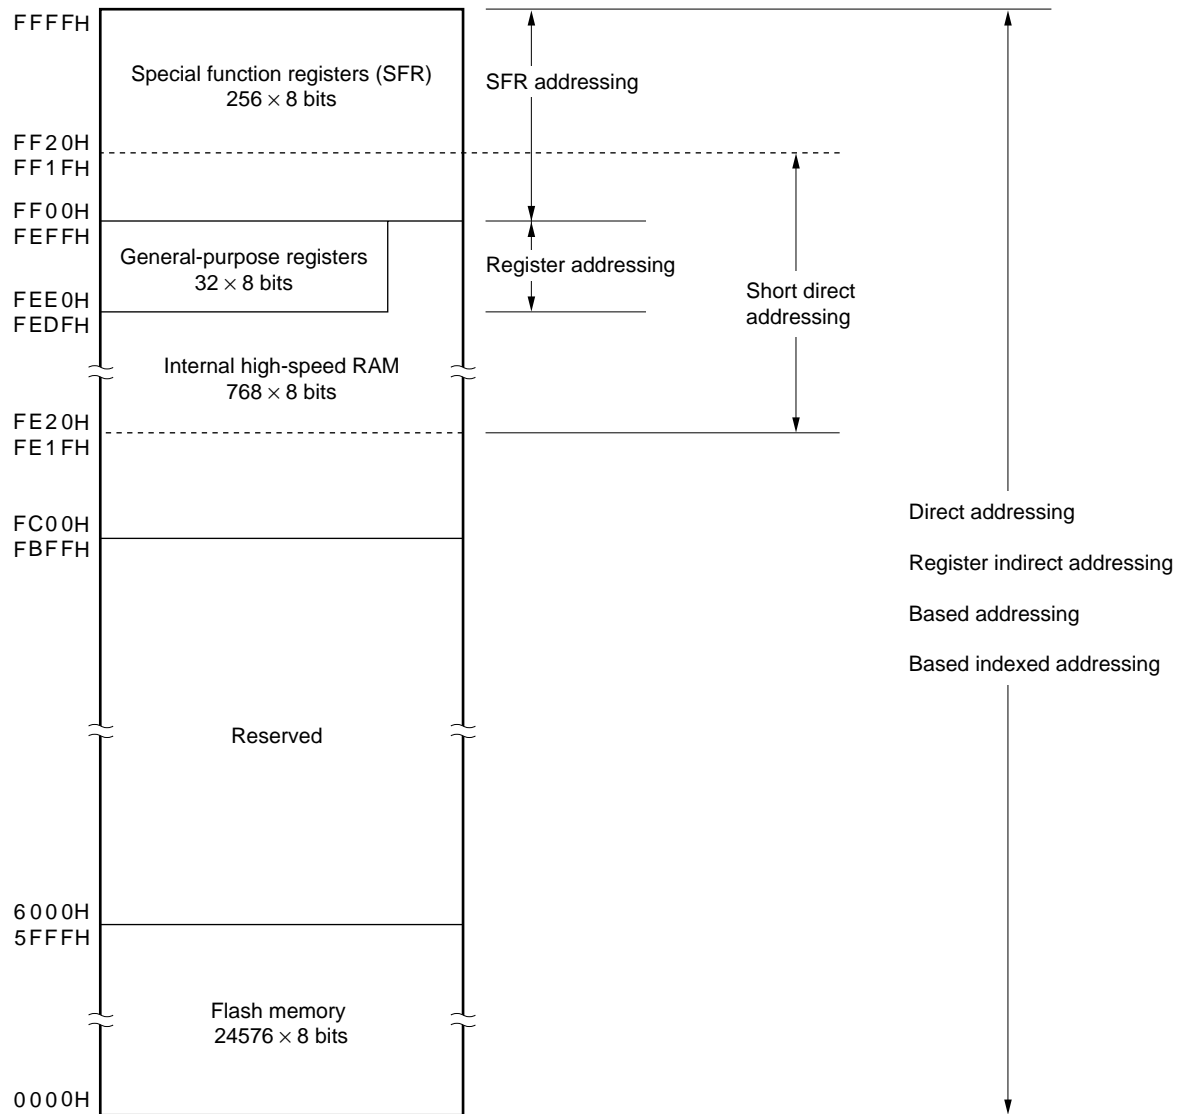 FFFFH
Special function registers (SFR)
256 × 8 bits
SFR addressing
FF20H
FF1FH
FF00H
FEFFH
General-purpose registers
32 × 8 bits
Register addressing
FEE0H
FEDFH
Short direct
addressing
Internal high-speed RAM
768 × 8 bits
FE20H
FE1FH
FC00H
FBFFH
Direct addressing
Register indirect addressing
Based addressing
Based indexed addressing
Reserved
6000H
5FFFH
Flash memory
24576 × 8 bits
0000H